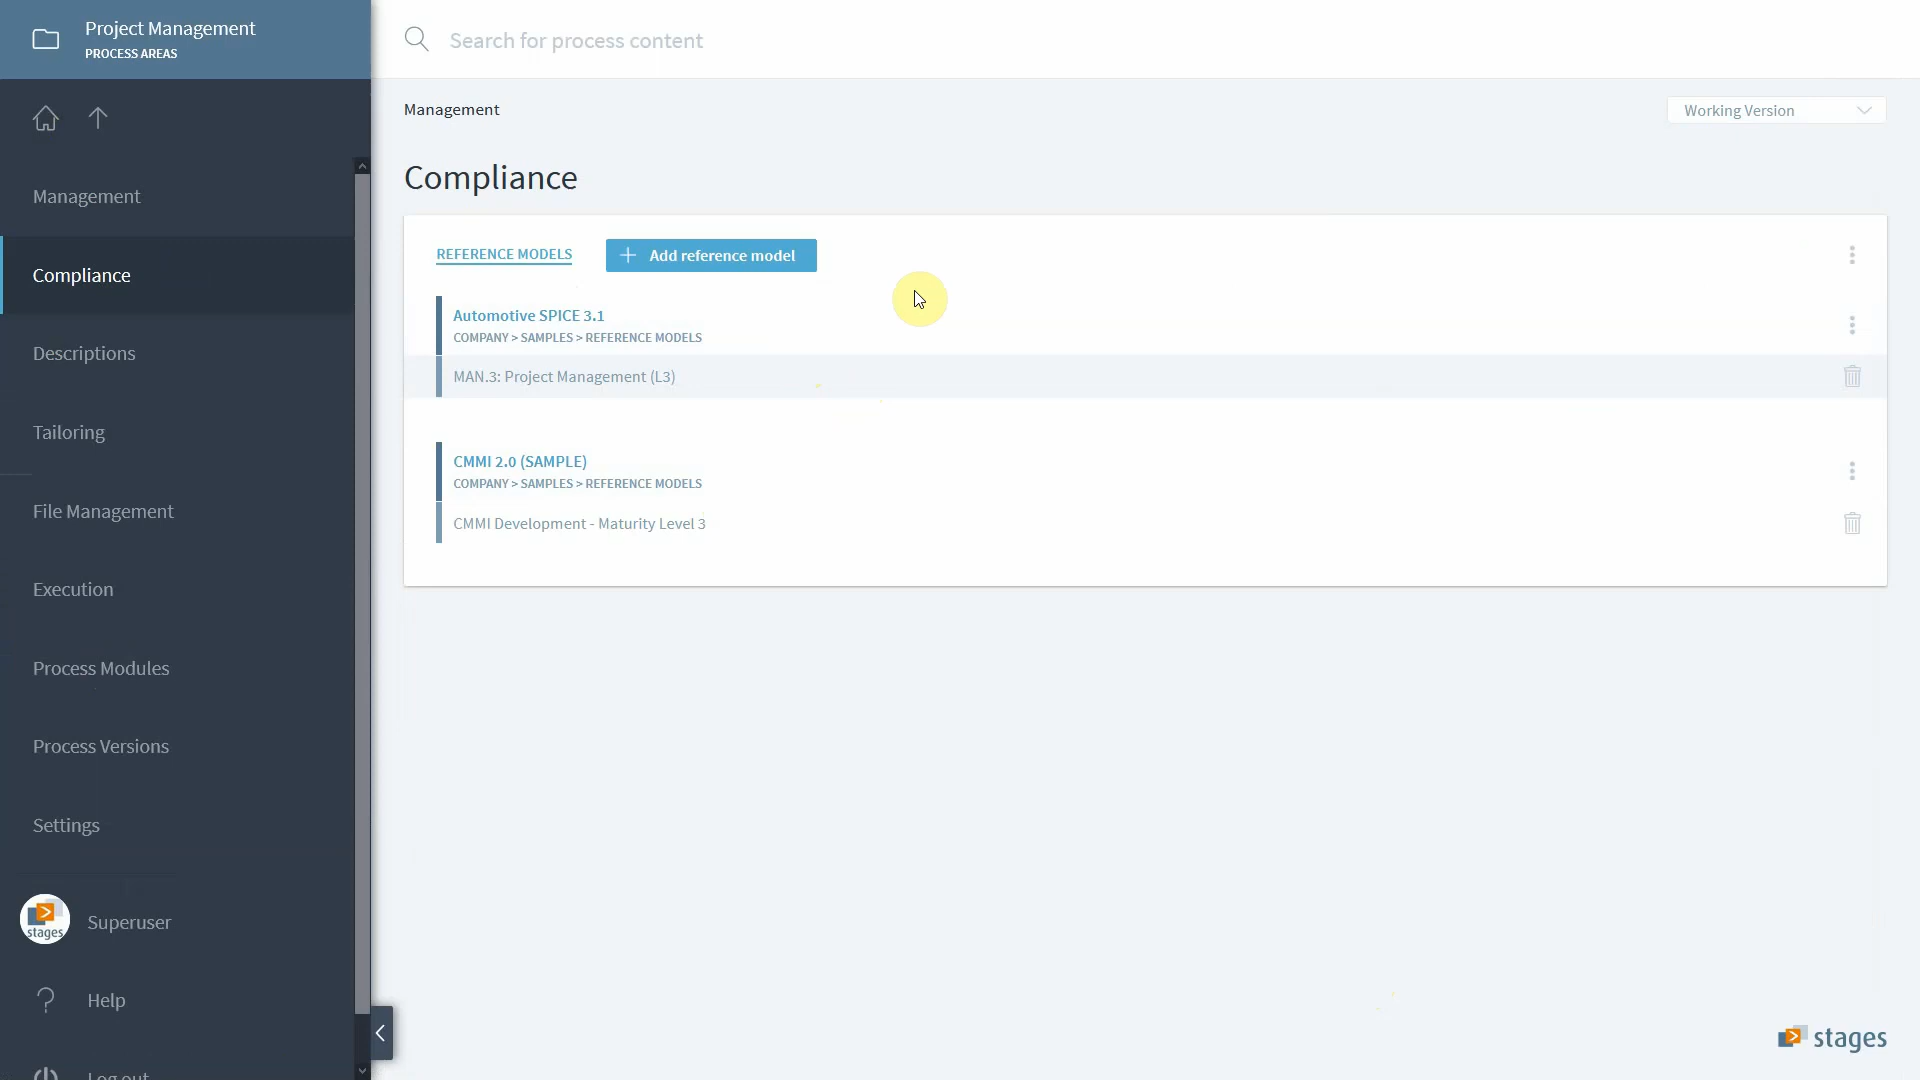 Project Management
PROCESS AREAS
Search for process content
Management
Working Version
Management
Compliance
Descriptions
Tailoring
File Management
Execution
Process Modules
Process Versions
Settings
stages
Superuser
Help
Log out
Compliance
REFERENCE MODELS
Add reference model
Automotive SPICE 3.1
COMPANY > SAMPLES > REFERENCE MODELS
MAN.3: Project Management (L3)
CMMI 2.0 (SAMPLE)
COMPANY > SAMPLES > REFERENCE MODELS
CMMI Development - Maturity Level 3
stages